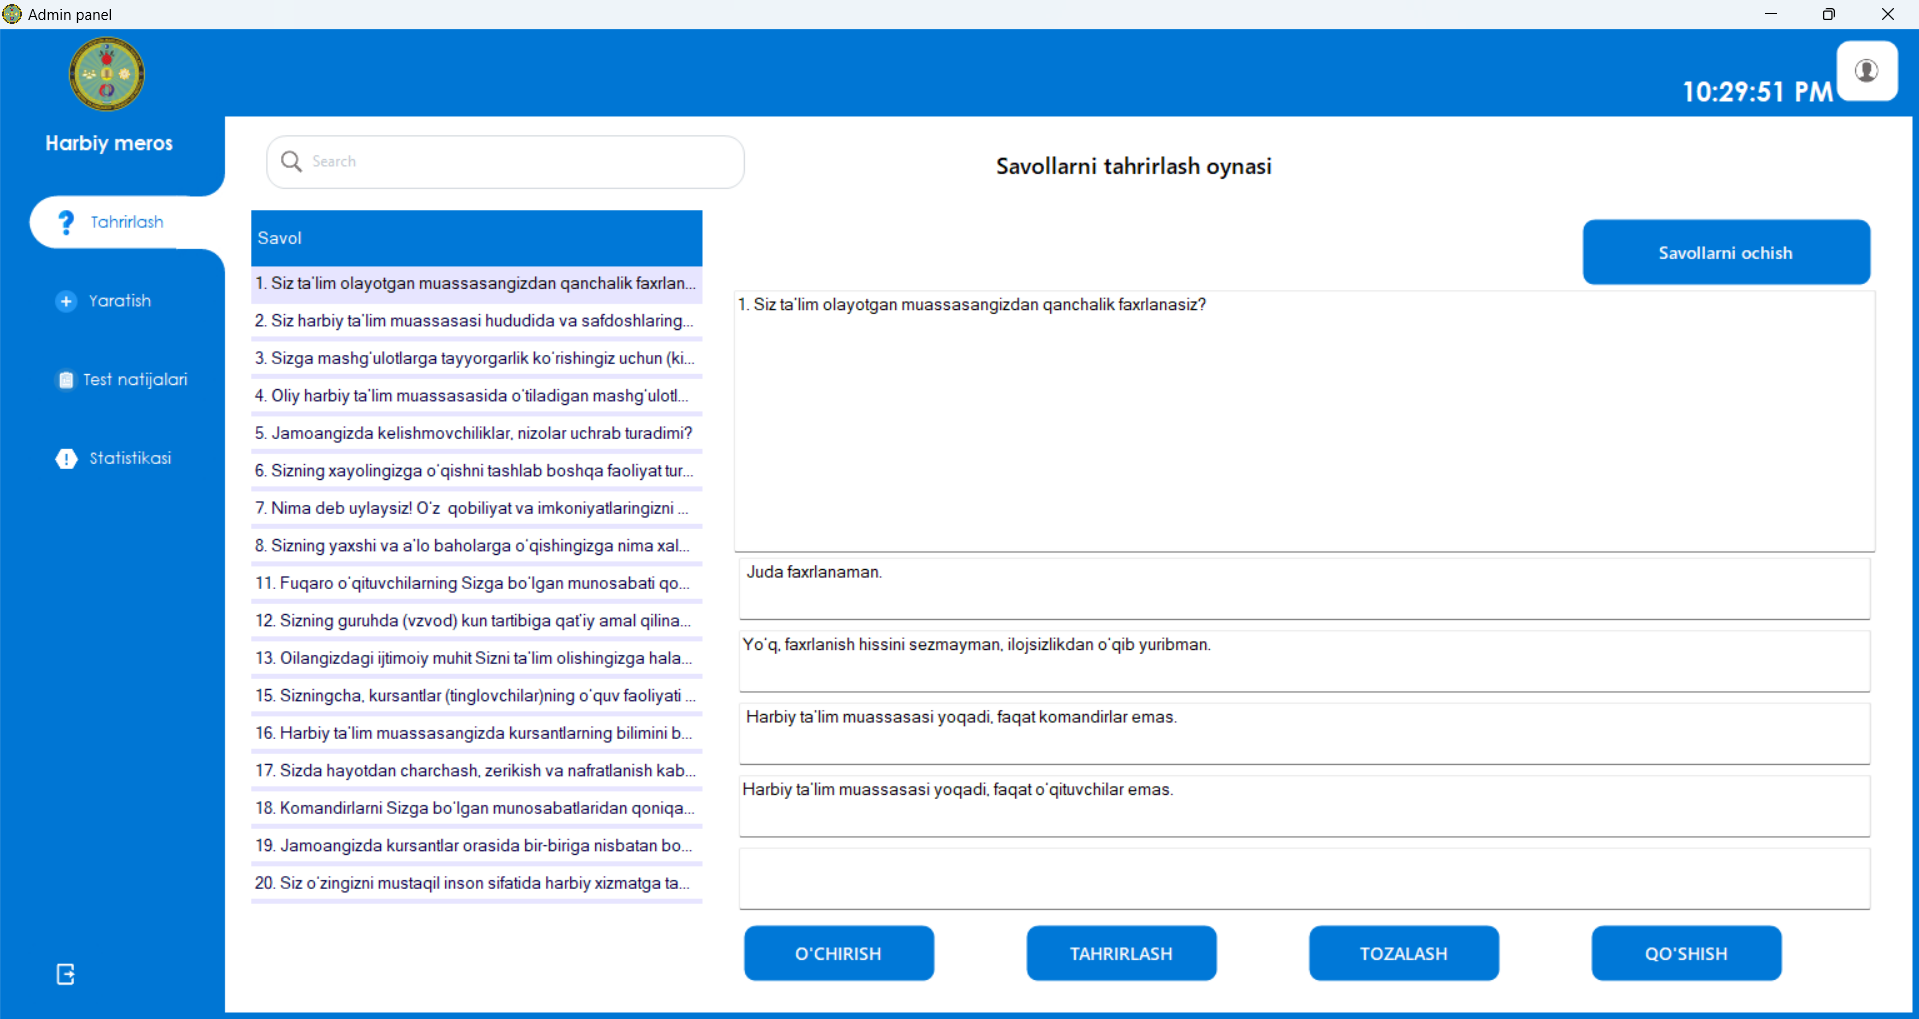 Admin panel
10:29:51 PM
Harbiy meros
Tahrirlash
Yaratish
Test natijalari
Statistikasi
Search
Savollarni tahrirlash oynasi
Savol
1. Siz ta'lim olayotgan muassasangizdan qanchalik faxrlan...
2. Siz harbiy ta'lim muassasasi hududida va safdoshlaring...
3. Sizga mashg'ulotlarga tayyorgarlik ko'rishingiz uchun (ki...
4. Oliy harbiy ta'lim muassasasida o'tiladigan mashg'ulotl...
5. Jamoangizda kelishmovchiliklar, nizolar uchrab turadimi?
6. Sizning xayolingizga o'qishni tashlab boshqa faoliyat tur...
7. Nima deb uylaysiz! O'z  qobiliyat va imkoniyatlaringizni ...
8. Sizning yaxshi va a'lo baholarga o'qishingizga nima xal...
11. Fuqaro o'qituvchilarning Sizga bo'lgan munosabati qo...
12. Sizning guruhda (vzvod) kun tartibiga qat'iy amal qilina...
13. Oilangizdagi ijtimoiy muhit Sizni ta'lim olishingizga hala...
15. Sizningcha, kursantlar (tinglovchilar)ning o'quv faoliyati ...
16. Harbiy ta'lim muassasangizda kursantlarning bilimini b...
17. Sizda hayotdan charchash, zerikish va nafratlanish kab...
18. Komandirlarni Sizga bo'lgan munosabatlaridan qoniqa...
19. Jamoangizda kursantlar orasida bir-biriga nisbatan bo...
20. Siz o'zingizni mustaqil inson sifatida harbiy xizmatga ta...
Savollarni ochish
1. Siz ta'lim olayotgan muassasangizdan qanchalik faxrlanasiz?
Juda faxrlanaman.
Yo'q, faxrlanish hissini sezmayman, ilojsizlikdan o'qib yuribman.
Harbiy ta'lim muassasasi yoqadi, faqat komandirlar emas.
Harbiy ta'lim muassasasi yoqadi, faqat o'qituvchilar emas.
O'CHIRISH
TAHRIRLASH
TOZALASH
QO'SHISH